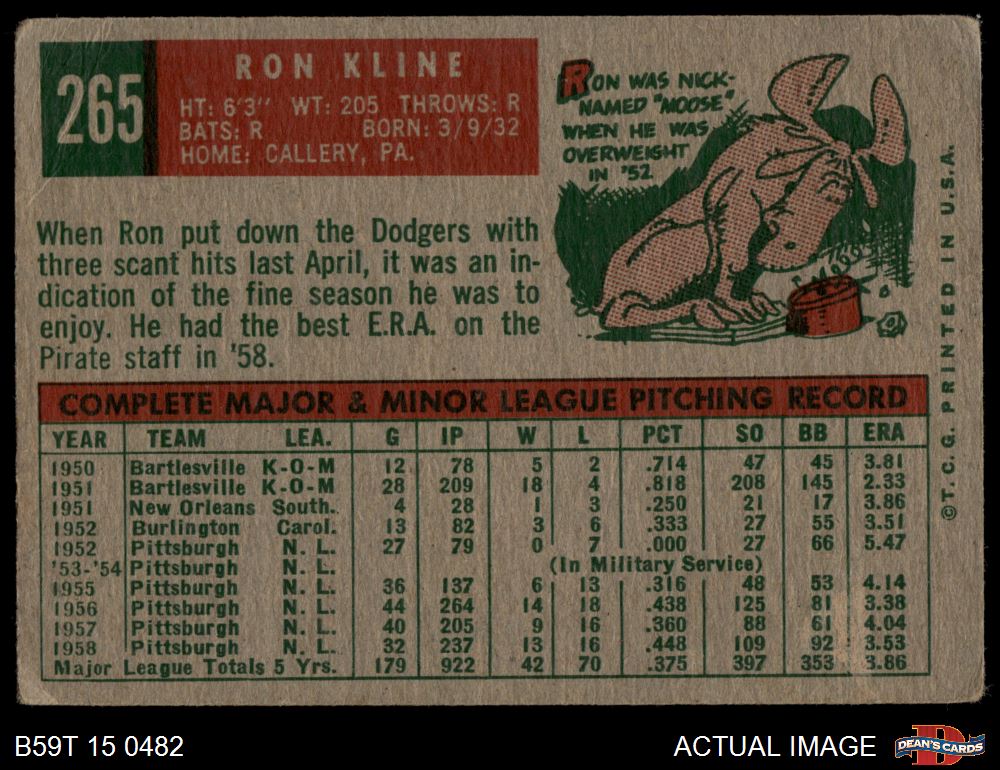 265
RON KLINE
HT: 6'3" WT: 205 THROWS: R
BATS: R BORN: 3/9/32
HOME: CALLERY, PA.
RON WAS NICK-
NAMED "MOOSE"
WHEN HE WAS
OVERWEIGHT
IN '52
When Ron put down the Dodgers with
three scant hits last April, it was an in-
dication of the fine season he was to
enjoy. He had the best E.R.A. on the
Pirate staff in '58.
COMPLETE MAJOR & MINOR LEAGUE PITCHING RECORD
YEAR TEAM LEA. G IP W L PCT SO BB ERA
1950 Bartlesville K-O-M 12 78 5 2 .714 47 45 3.81
1951 Bartlesville K-O-M 28 209 18 4 .818 208 145 2.33
1951 New Orleans South. 4 28 1 3 .250 21 17 3.86
1952 Burlington Carol. 13 82 3 6 .333 27 55 3.51
1952 Pittsburgh N. L. 27 79 0 7 .000 27 66 5.47
'53-'54 Pittsburgh N. L. (In Military Service)
1955 Pittsburgh N. L. 36 137 6 13 .316 48 53 4.14
1956 Pittsburgh N. L. 44 264 14 18 .438 125 81 3.38
1957 Pittsburgh N. L. 40 205 9 16 .360 88 61 4.04
1958 Pittsburgh N. L. 32 237 13 16 .448 109 92 3.53
Major League Totals 5 Yrs. 179 922 42 70 .375 397 353 3.86
©T. C. G. PRINTED IN U.S.A.
B59T 15 0482
ACTUAL IMAGE
D
DEAN'S CARDS